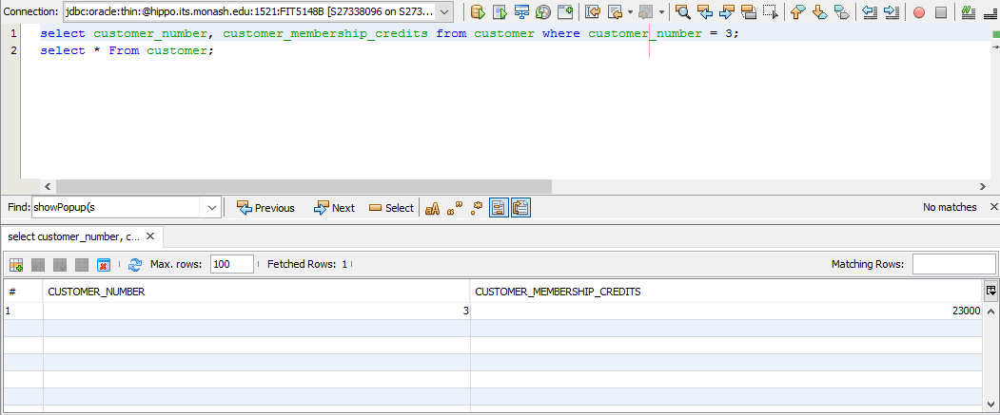 Connection: jdbc:oracle:thin:@hippo.its.monash.edu:1521:FIT5148B [S27338096 on S273...
1 select customer_number, customer_membership_credits from customer where customer_number = 3;
2 select * From customer;
Find: showPopup(s Previous Next Select aA " .* No matches
select customer_number, c...
Max. rows: 100 Fetched Rows: 1 Matching Rows:
# CUSTOMER_NUMBER CUSTOMER_MEMBERSHIP_CREDITS
1 3 23000